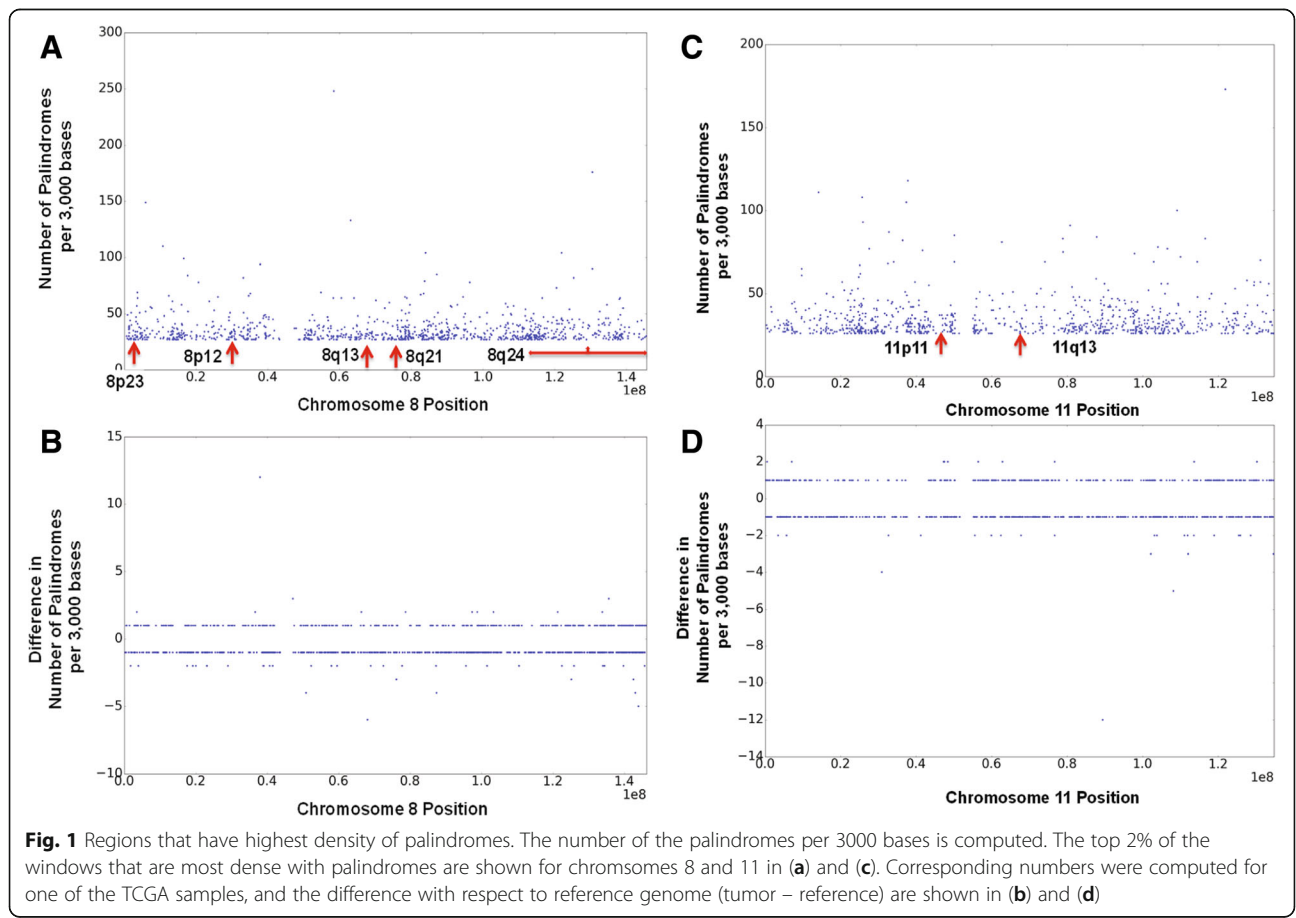 A
300
250
200
150
100
50
0
Number of Palindromes
per 3,000 bases
8p23
8p12
8q13
8q21
8q24
0.2
0.4
0.6
0.8
1.0
1.2
1.4
1e8
Chromosome 8 Position
C
200
150
100
50
0
Number of Palindromes
per 3,000 bases
11p11
11q13
0.0
0.2
0.4
0.6
0.8
1.0
1.2
1e8
Chromosome 11 Position
B
15
10
5
0
−5
−10
Difference in
Number of Palindromes
per 3,000 bases
0.0
0.2
0.4
0.6
0.8
1.0
1.2
1.4
1e8
Chromosome 8 Position
D
4
2
0
−2
−4
−6
−8
−10
−12
−14
Difference in
Number of Palindromes
per 3,000 bases
0.0
0.2
0.4
0.6
0.8
1.0
1.2
1e8
Chromosome 11 Position
Fig. 1 Regions that have highest density of palindromes. The number of the palindromes per 3000 bases is computed. The top 2% of the
windows that are most dense with palindromes are shown for chromsomes 8 and 11 in (a) and (c). Corresponding numbers were computed for
one of the TCGA samples, and the difference with respect to reference genome (tumor – reference) are shown in (b) and (d)